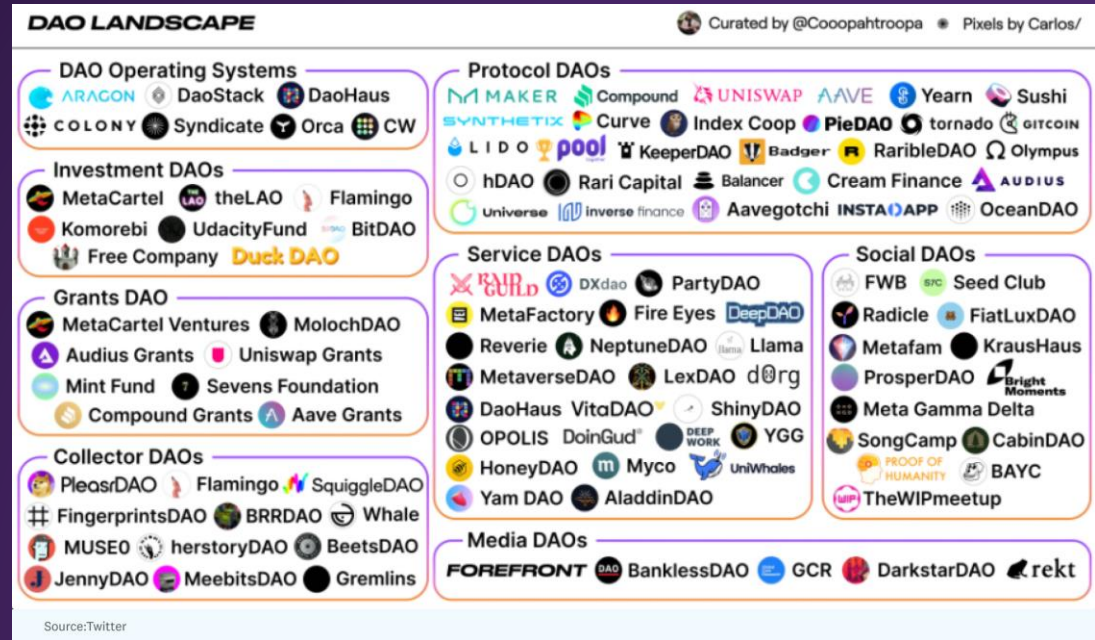 DAO LANDSCAPE
Curated by @Cooopahtroopa Pixels by Carlos/
DAO Operating Systems
ARAGON DaoStack DaoHaus
COLONY Syndicate Orca CW
Investment DAOs
MetaCartel theLAO Flamingo
Komorebi UdacityFund BitDAO
Free Company Duck DAO
Grants DAO
MetaCartel Ventures MolochDAO
Audius Grants Uniswap Grants
Mint Fund 7 Sevens Foundation
Compound Grants Aave Grants
Collector DAOs
PleasrDAO Flamingo SquiggleDAO
FingerprintsDAO BRRDAO Whale
MUSE0 herstoryDAO BeetsDAO
J JennyDAO MeebitsDAO Gremlins
Protocol DAOs
MAKER Compound UNISWAP AAVE Yearn Sushi
SYNTHETIX Curve Index Coop PieDAO tornado GITCOIN
LIDO pool KeeperDAO Badger R RaribleDAO Olympus
hDAO Rari Capital Balancer Cream Finance AUDIUS
Universe inverse finance Aavegotchi INSTADAPP OceanDAO
Service DAOs
RAID GUILD DXdao PartyDAO
MetaFactory Fire Eyes DeepDAO
Reverie NeptuneDAO llama Llama
MetaverseDAO LexDAO dOrg
DaoHaus VitaDAO ShinyDAO
OPOLIS DoinGud DEEP WORK YGG
HoneyDAO m Myco UniWhales
Yam DAO AladdinDAO
Social DAOs
FWB S/C Seed Club
Radicle FiatLuxDAO
Metafam KrausHaus
ProsperDAO Bright Moments
Meta Gamma Delta
SongCamp CabinDAO
PROOF OF HUMANITY BAYC
WIP TheWIPmeetup
Media DAOs
FOREFRONT DAO BanklessDAO GCR DarkstarDAO rekt
Source:Twitter